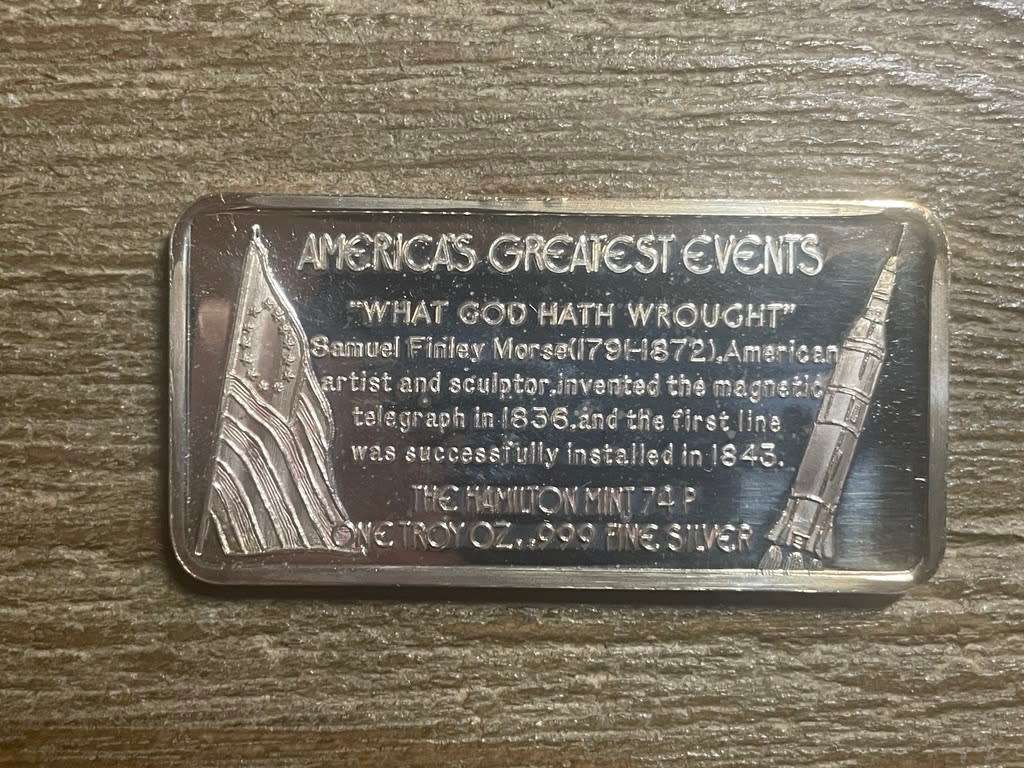 AMERICA'S GREATEST EVENTS
"WHAT GOD HATH WROUGHT"
Samuel Finley Morse(1791-1872),American
artist and sculptor,invented the magnetic
telegraph in 1836,and the first line
was successfully installed in 1843.
THE HAMILTON MINT 74 P
ONE TROY OZ. .999 FINE SILVER